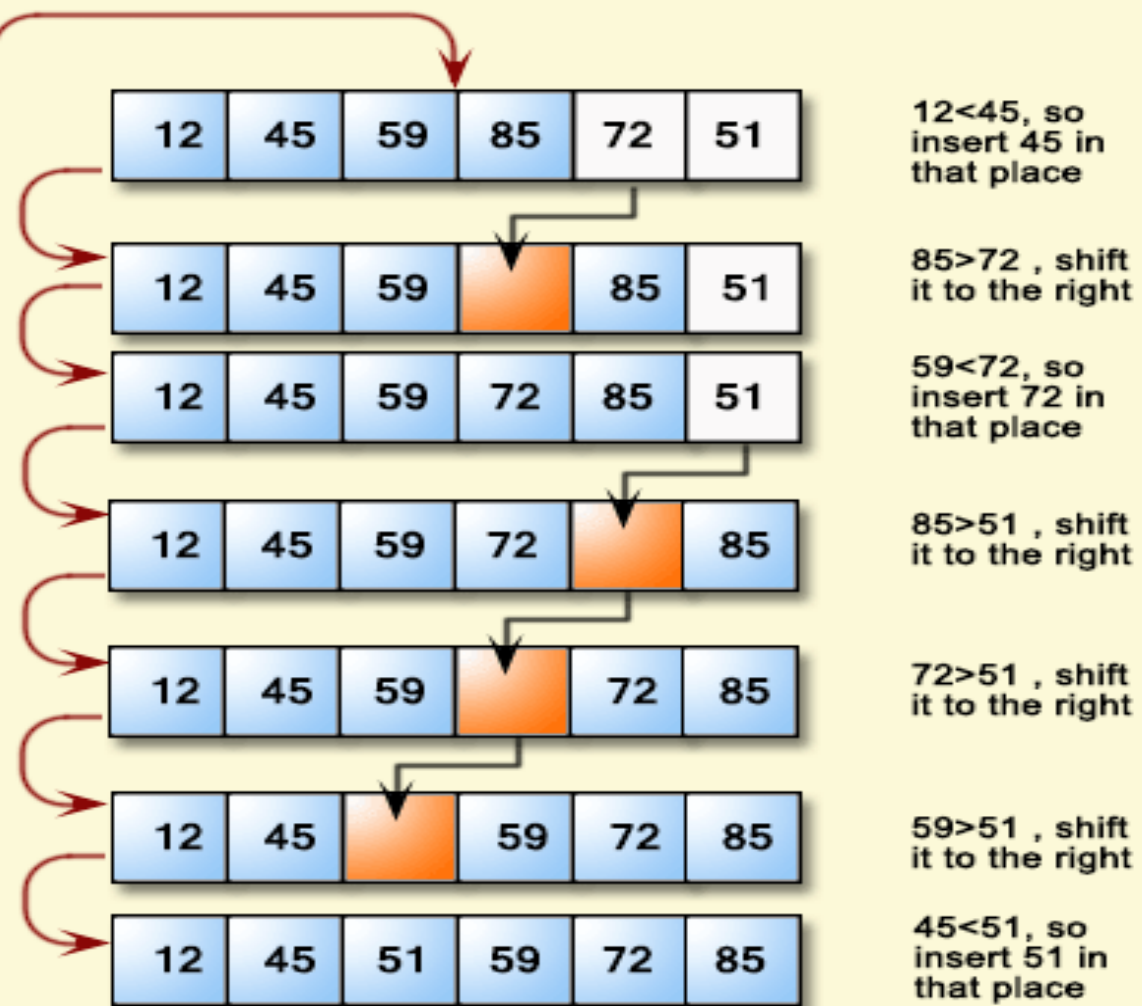 12 45 59 85 72 51
12<45, so
insert 45 in
that place
12 45 59 85 51
85>72 , shift
it to the right
12 45 59 72 85 51
59<72, so
insert 72 in
that place
12 45 59 72 85
85>51 , shift
it to the right
12 45 59 72 85
72>51 , shift
it to the right
12 45 59 72 85
59>51 , shift
it to the right
12 45 51 59 72 85
45<51, so
insert 51 in
that place